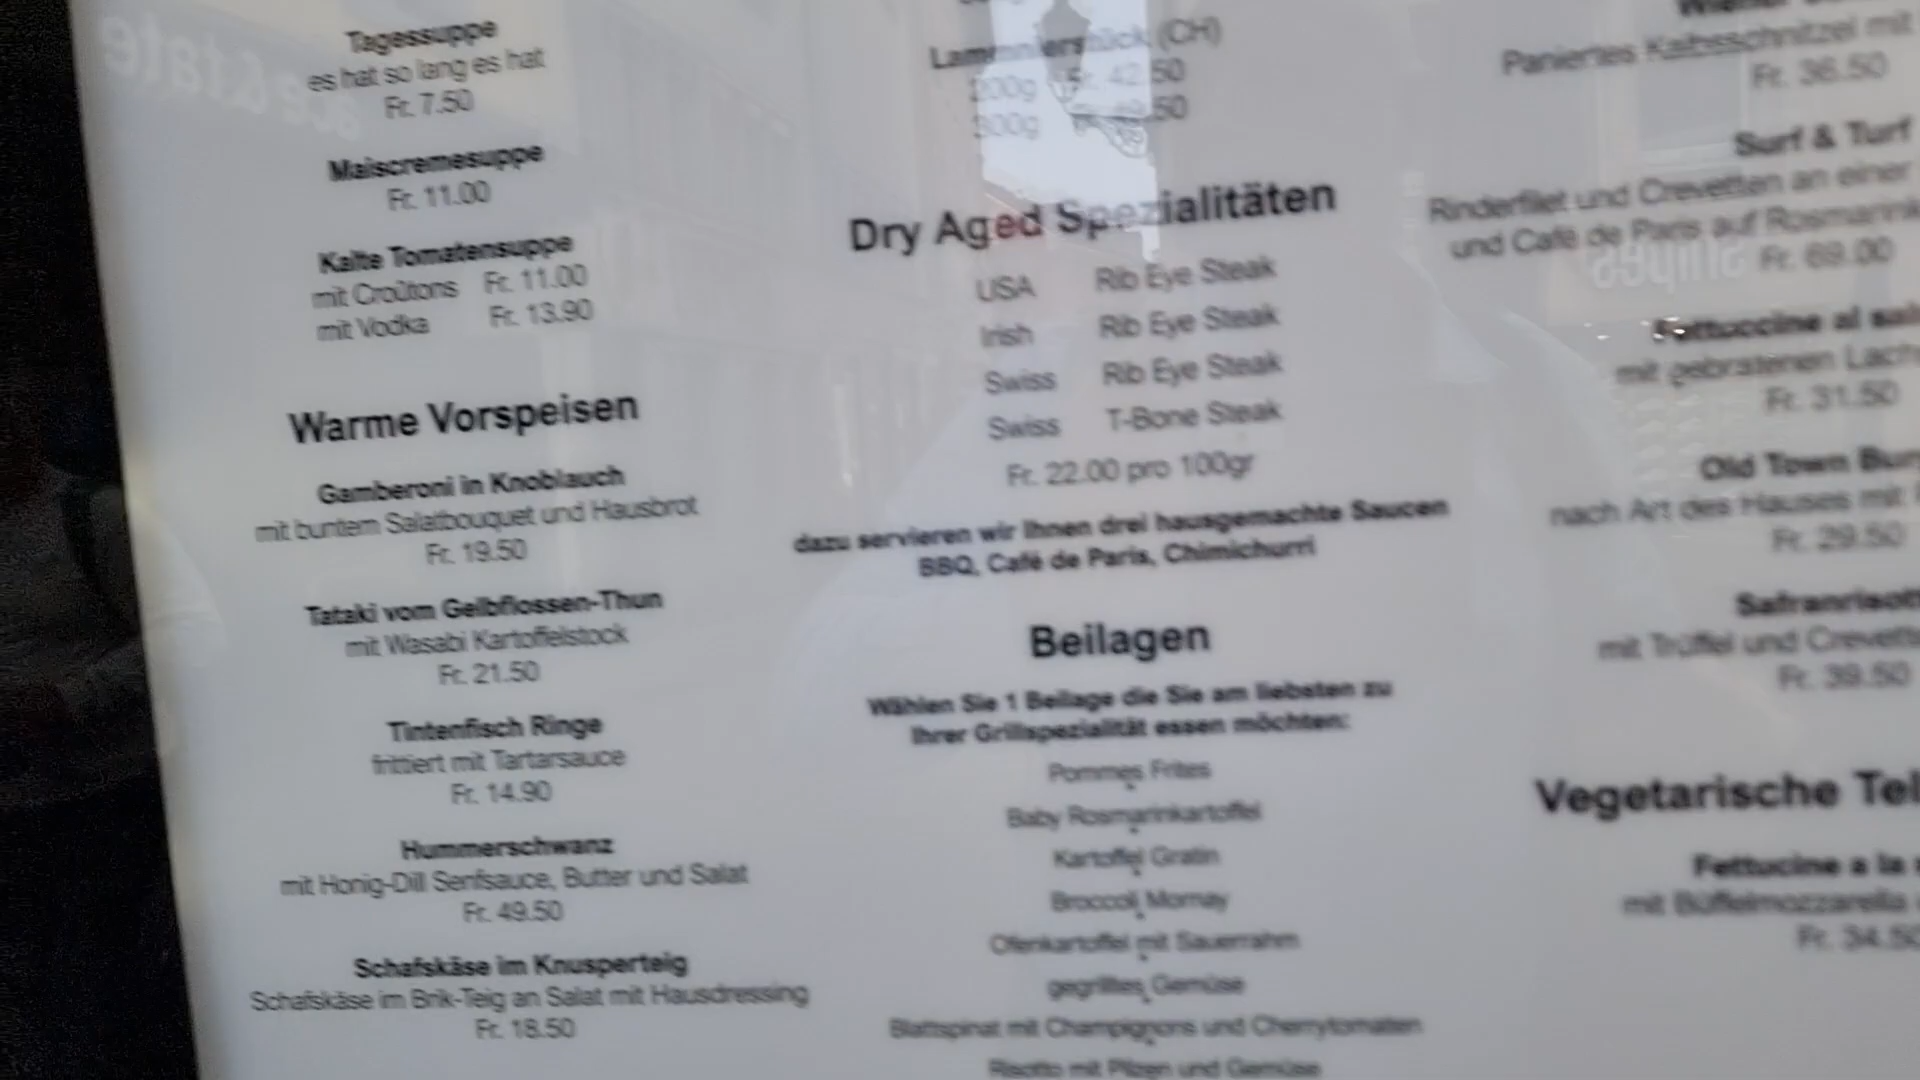 Tagessuppe
es hat so lang es hat
Fr. 7.50
Maiscremesuppe
Fr. 11.00
Kalte Tomatensuppe
mit Croûtons Fr. 11.00
mit Vodka Fr. 13.90
Warme Vorspeisen
Gamberoni in Knoblauch
mit buntem Salatbouquet und Hausbrot
Fr. 19.50
Tataki vom Gelbflossen-Thun
mit Wasabi Kartoffelstock
Fr. 21.50
Tintenfisch Ringe
frittiert mit Tartarsauce
Fr. 14.90
Hummerschwanz
mit Honig-Dill Senfsauce, Butter und Salat
Fr. 49.50
Schafskäse im Knusperteig
Schafskäse im Brik-Teig an Salat mit Hausdressing
Fr. 18.50
(CH)
200g Fr. 42.50
300g
Dry Aged Spezialitäten
USA Rib Eye Steak
Irish Rib Eye Steak
Swiss Rib Eye Steak
Swiss T-Bone Steak
Fr. 22.00 pro 100gr
dazu servieren wir Ihnen drei hausgemachte Saucen
BBQ, Café de Paris, Chimichurri
Beilagen
Wählen Sie 1 Beilage die Sie am liebsten zu
Ihrer Grillspezialität essen möchten:
Pommes Frites
Baby Rosmarinkartoffel
Kartoffel Gratin
Broccoli Mornay
Ofenkartoffel mit Sauerrahm
gegrilltes Gemüse
Blattspinat mit Champignons und Cherrytomaten
Risotto mit Pilzen und Gemüse
Paniertes Kalbsschnitzel mit
Fr. 36.50
Surf & Turf
Rinderfilet und Crevetten an einer
und Café de Paris auf
Fr. 69.00
Fettuccine al
mit gebratenen
Fr. 31.50
Old Town
nach Art des Hauses mit
Fr. 29.50
mit Trüffel und
Fr. 39.50
Vegetarische
Fettucine a la
mit Büffelmozzarella
Fr. 34.50